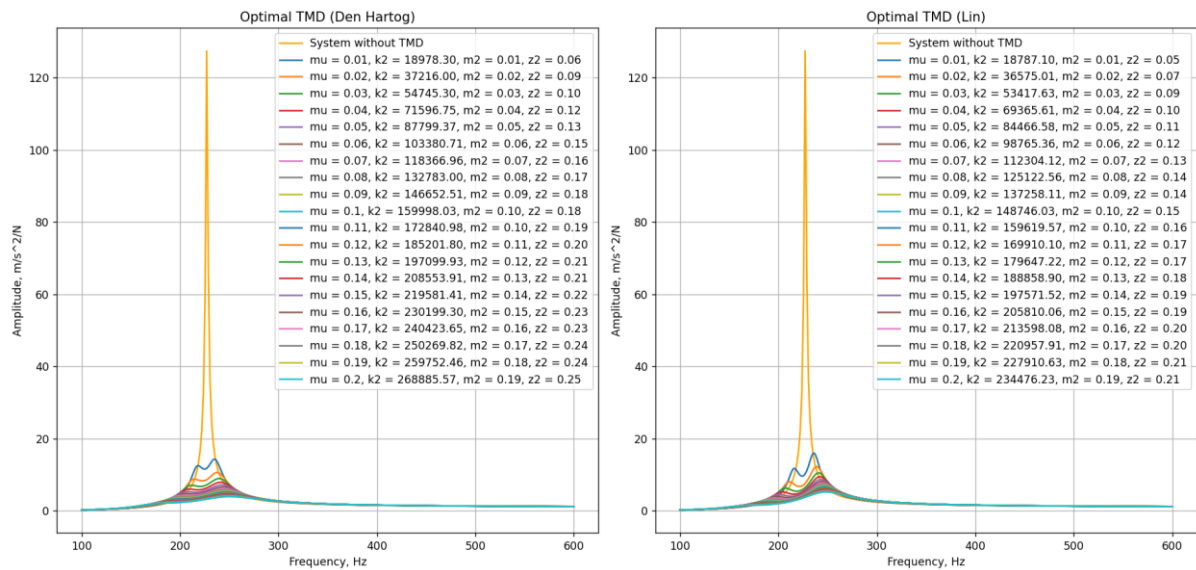 Optimal TMD (Den Hartog)
System without TMD
mu = 0.01, k2 = 18978.30, m2 = 0.01, z2 = 0.06
mu = 0.02, k2 = 37216.00, m2 = 0.02, z2 = 0.09
mu = 0.03, k2 = 54745.30, m2 = 0.03, z2 = 0.10
mu = 0.04, k2 = 71596.75, m2 = 0.04, z2 = 0.12
mu = 0.05, k2 = 87799.37, m2 = 0.05, z2 = 0.13
mu = 0.06, k2 = 103380.71, m2 = 0.06, z2 = 0.15
mu = 0.07, k2 = 118366.96, m2 = 0.07, z2 = 0.16
mu = 0.08, k2 = 132783.00, m2 = 0.08, z2 = 0.17
mu = 0.09, k2 = 146652.51, m2 = 0.09, z2 = 0.18
mu = 0.1, k2 = 159998.03, m2 = 0.10, z2 = 0.18
mu = 0.11, k2 = 172840.98, m2 = 0.10, z2 = 0.19
mu = 0.12, k2 = 185201.80, m2 = 0.11, z2 = 0.20
mu = 0.13, k2 = 197099.93, m2 = 0.12, z2 = 0.21
mu = 0.14, k2 = 208553.91, m2 = 0.13, z2 = 0.21
mu = 0.15, k2 = 219581.41, m2 = 0.14, z2 = 0.22
mu = 0.16, k2 = 230199.30, m2 = 0.15, z2 = 0.23
mu = 0.17, k2 = 240423.65, m2 = 0.16, z2 = 0.23
mu = 0.18, k2 = 250269.82, m2 = 0.17, z2 = 0.24
mu = 0.19, k2 = 259752.46, m2 = 0.18, z2 = 0.24
mu = 0.2, k2 = 268885.57, m2 = 0.19, z2 = 0.25
Amplitude, m/s^2/N
120
100
80
60
40
20
0
100
200
300
400
500
600
Frequency, Hz
Optimal TMD (Lin)
System without TMD
mu = 0.01, k2 = 18787.10, m2 = 0.01, z2 = 0.05
mu = 0.02, k2 = 36575.01, m2 = 0.02, z2 = 0.07
mu = 0.03, k2 = 53417.63, m2 = 0.03, z2 = 0.09
mu = 0.04, k2 = 69365.61, m2 = 0.04, z2 = 0.10
mu = 0.05, k2 = 84466.58, m2 = 0.05, z2 = 0.11
mu = 0.06, k2 = 98765.36, m2 = 0.06, z2 = 0.12
mu = 0.07, k2 = 112304.12, m2 = 0.07, z2 = 0.13
mu = 0.08, k2 = 125122.56, m2 = 0.08, z2 = 0.14
mu = 0.09, k2 = 137258.11, m2 = 0.09, z2 = 0.14
mu = 0.1, k2 = 148746.03, m2 = 0.10, z2 = 0.15
mu = 0.11, k2 = 159619.57, m2 = 0.10, z2 = 0.16
mu = 0.12, k2 = 169910.10, m2 = 0.11, z2 = 0.17
mu = 0.13, k2 = 179647.22, m2 = 0.12, z2 = 0.17
mu = 0.14, k2 = 188858.90, m2 = 0.13, z2 = 0.18
mu = 0.15, k2 = 197571.52, m2 = 0.14, z2 = 0.19
mu = 0.16, k2 = 205810.06, m2 = 0.15, z2 = 0.19
mu = 0.17, k2 = 213598.08, m2 = 0.16, z2 = 0.20
mu = 0.18, k2 = 220957.91, m2 = 0.17, z2 = 0.20
mu = 0.19, k2 = 227910.63, m2 = 0.18, z2 = 0.21
mu = 0.2, k2 = 234476.23, m2 = 0.19, z2 = 0.21
Amplitude, m/s^2/N
120
100
80
60
40
20
0
100
200
300
400
500
600
Frequency, Hz